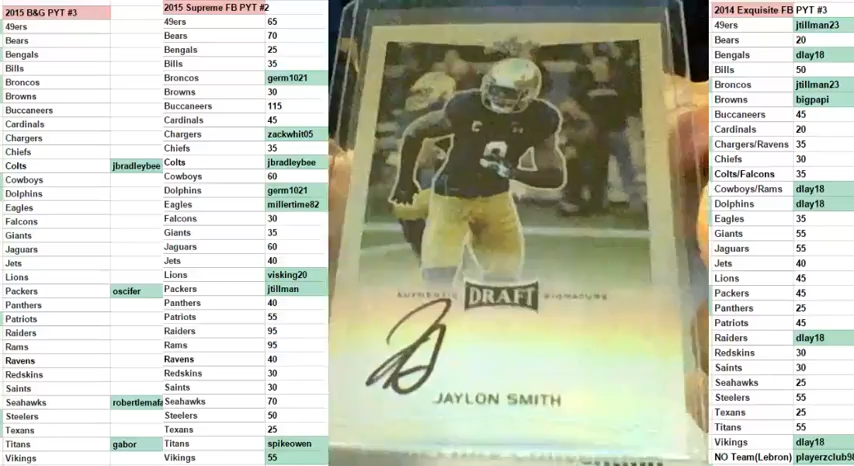 2015 B&G PYT #3
49ers
Bears
Bengals
Bills
Broncos
Browns
Buccaneers
Cardinals
Chargers
Chiefs
Colts jbradleybee
Cowboys
Dolphins
Eagles
Falcons
Giants
Jaguars
Jets
Lions
Packers oscifer
Panthers
Patriots
Raiders
Rams
Ravens
Redskins
Saints
Seahawks robertlemafa
Steelers
Texans
Titans gabor
Vikings
2015 Supreme FB PYT #2
49ers 65
Bears 70
Bengals 25
Bills 35
Broncos germ1021
Browns 30
Buccaneers 115
Cardinals 45
Chargers zackwhit05
Chiefs 35
Colts jbradleybee
Cowboys 60
Dolphins germ1021
Eagles millertime82
Falcons 30
Giants 35
Jaguars 60
Jets 40
Lions visking20
Packers jtillman
Panthers 40
Patriots 55
Raiders 95
Rams 95
Ravens 40
Redskins 30
Saints 30
Seahawks 70
Steelers 50
Texans 25
Titans spikeowen
Vikings 55
AUTHENTIC DRAFT SIGNATURE
JAYLON SMITH
2014 Exquisite FB PYT #3
49ers jtillman23
Bears 20
Bengals dlay18
Bills 50
Broncos jtillman23
Browns bigpapi
Buccaneers 45
Cardinals 20
Chargers/Ravens 35
Chiefs 30
Colts/Falcons 35
Cowboys/Rams dlay18
Dolphins dlay18
Eagles 35
Giants 55
Jaguars 55
Jets 40
Lions 45
Packers 45
Panthers 25
Patriots 45
Raiders dlay18
Redskins 30
Saints 30
Seahawks 25
Steelers 55
Texans 25
Titans 55
Vikings dlay18
NO Team(Lebron) playerzclub98